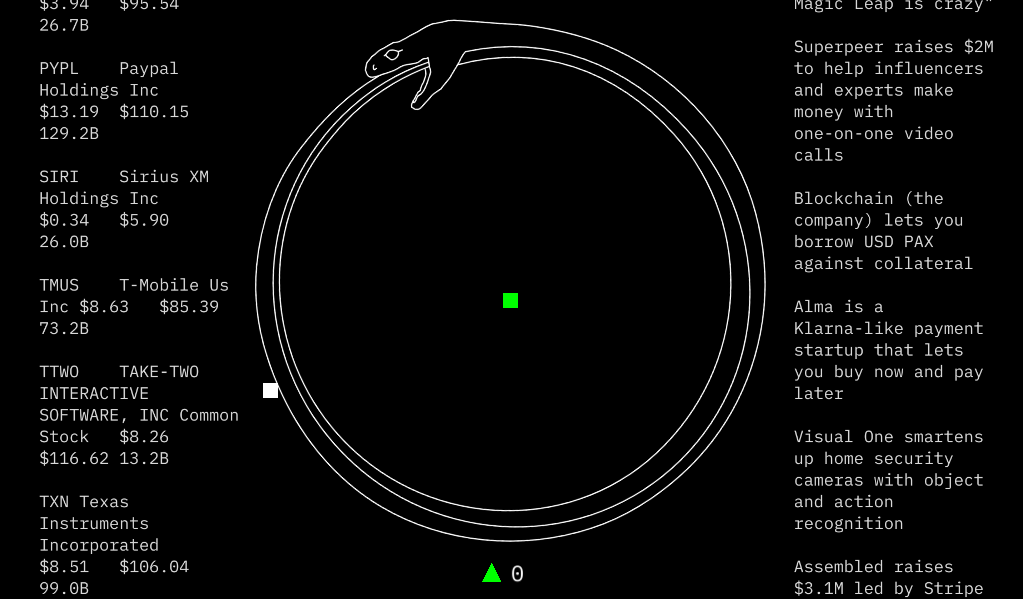 $3.94 $95.54
26.7B
PYPL Paypal
Holdings Inc
$13.19 $110.15
129.2B
SIRI Sirius XM
Holdings Inc
$0.34 $5.90
26.0B
TMUS T-Mobile Us
Inc $8.63 $85.39
73.2B
TTWO TAKE-TWO
INTERACTIVE
SOFTWARE, INC Common
Stock $8.26
$116.62 13.2B
TXN Texas
Instruments
Incorporated
$8.51 $106.04
99.0B
0
Magic Leap is crazy"
Superpeer raises $2M
to help influencers
and experts make
money with
one-on-one video
calls
Blockchain (the
company) lets you
borrow USD PAX
against collateral
Alma is a
Klarna-like payment
startup that lets
you buy now and pay
later
Visual One smartens
up home security
cameras with object
and action
recognition
Assembled raises
$3.1M led by Stripe